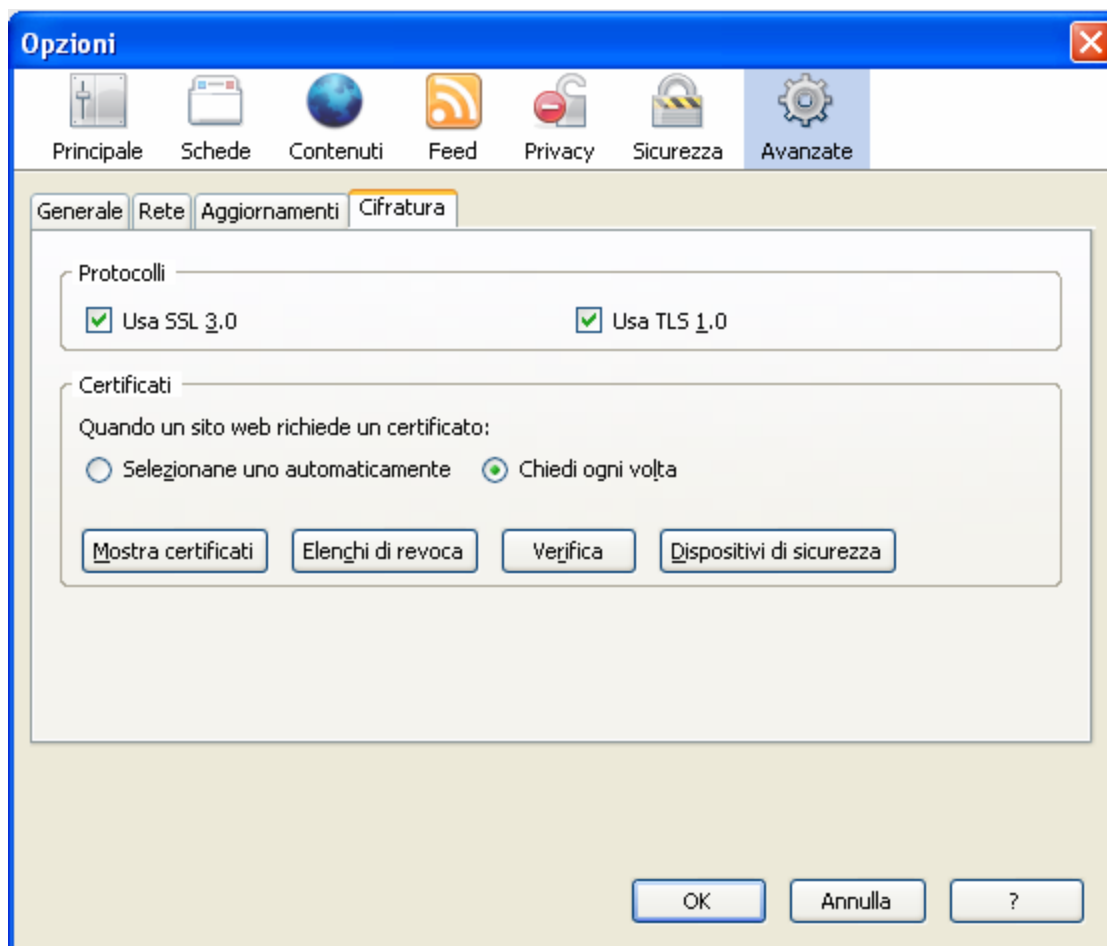 Opzioni
Principale Schede Contenuti Feed Privacy Sicurezza Avanzate
Generale Rete Aggiornamenti Cifratura
Protocolli
Usa SSL 3.0 Usa TLS 1.0
Certificati
Quando un sito web richiede un certificato:
Selezionane uno automaticamente Chiedi ogni volta
Mostra certificati Elenchi di revoca Verifica Dispositivi di sicurezza
OK Annulla ?